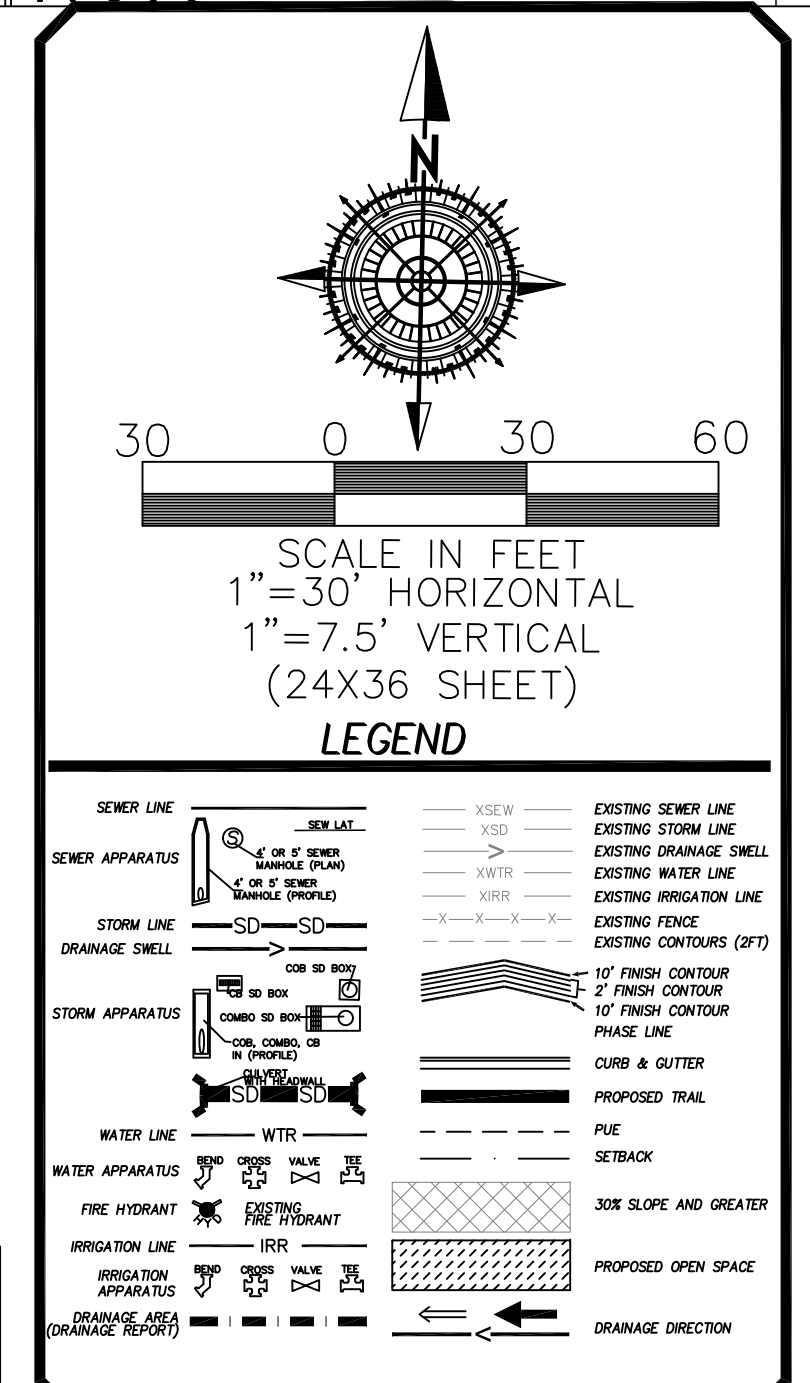 N
30 0 30 60
SCALE IN FEET
1"=30' HORIZONTAL
1"=7.5' VERTICAL
(24X36 SHEET)
LEGEND
SEWER LINE
SEW LAT
SEWER APPARATUS
S
4' OR 5' SEWER
MANHOLE (PLAN)
4' OR 5' SEWER
MANHOLE (PROFILE)
STORM LINE
SD SD
DRAINAGE SWELL
>
STORM APPARATUS
COB SD BOX
CB SD BOX
COMBO SD BOX
COB, COMBO, CB
IN (PROFILE)
CULVERT
WITH HEADWALL
SD SD
WATER LINE
WTR
WATER APPARATUS
BEND CROSS VALVE TEE
FIRE HYDRANT
EXISTING
FIRE HYDRANT
IRRIGATION LINE
IRR
IRRIGATION
APPARATUS
BEND CROSS VALVE TEE
DRAINAGE AREA
(DRAINAGE REPORT)
XSEW EXISTING SEWER LINE
XSD EXISTING STORM LINE
> EXISTING DRAINAGE SWELL
XWTR EXISTING WATER LINE
XIRR EXISTING IRRIGATION LINE
X X X X EXISTING FENCE
EXISTING CONTOURS (2FT)
10' FINISH CONTOUR
2' FINISH CONTOUR
10' FINISH CONTOUR
PHASE LINE
CURB & GUTTER
PROPOSED TRAIL
PUE
SETBACK
30% SLOPE AND GREATER
PROPOSED OPEN SPACE
< DRAINAGE DIRECTION